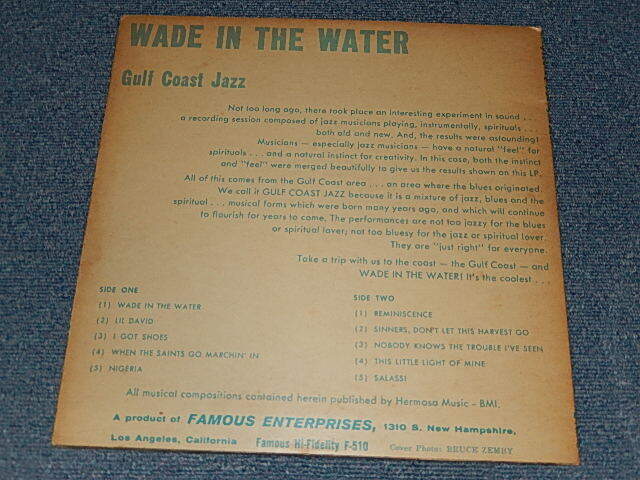 WADE IN THE WATER
Gulf Coast Jazz
Not too long ago, there took place an interesting experiment in sound . .
a recording session composed of jazz musicians playing, instrumentally, spirituals . . .
both old and new. And, the results were astounding!
Musicians — especially jazz musicians — have a natural "feel" for
spirituals . . . and a natural instinct for creativity. In this case, both the instinct
and "feel" were merged beautifully to give us the results shown on this LP.
All of this comes from the Gulf Coast area . . . an area where the blues originated.
We call it GULF COAST JAZZ because it is a mixture of jazz, blues and the
spiritual . . . musical forms which were born many years ago, and which will continue
to flourish for years to come. The performances are not too jazzy for the blues
or spiritual lover; not too bluesy for the jazz or spiritual lover.
They are "just right" for everyone.
Take a trip with us to the coast — the Gulf Coast — and
WADE IN THE WATER! It's the coolest . . .
SIDE ONE
(1) WADE IN THE WATER
(2) LIL DAVID
(3) I GOT SHOES
(4) WHEN THE SAINTS GO MARCHIN' IN
(5) NIGERIA
SIDE TWO
(1) REMINISCENCE
(2) SINNERS, DON'T LET THIS HARVEST GO
(3) NOBODY KNOWS THE TROUBLE I'VE SEEN
(4) THIS LITTLE LIGHT OF MINE
(5) SALASSI
All musical compositions contained herein published by Hermosa Music - BMI.
A product of FAMOUS ENTERPRISES, 1310 S. New Hampshire,
Los Angeles, California Famous Hi-Fidelity F-510 Cover Photo: BRUCE ZEMBY